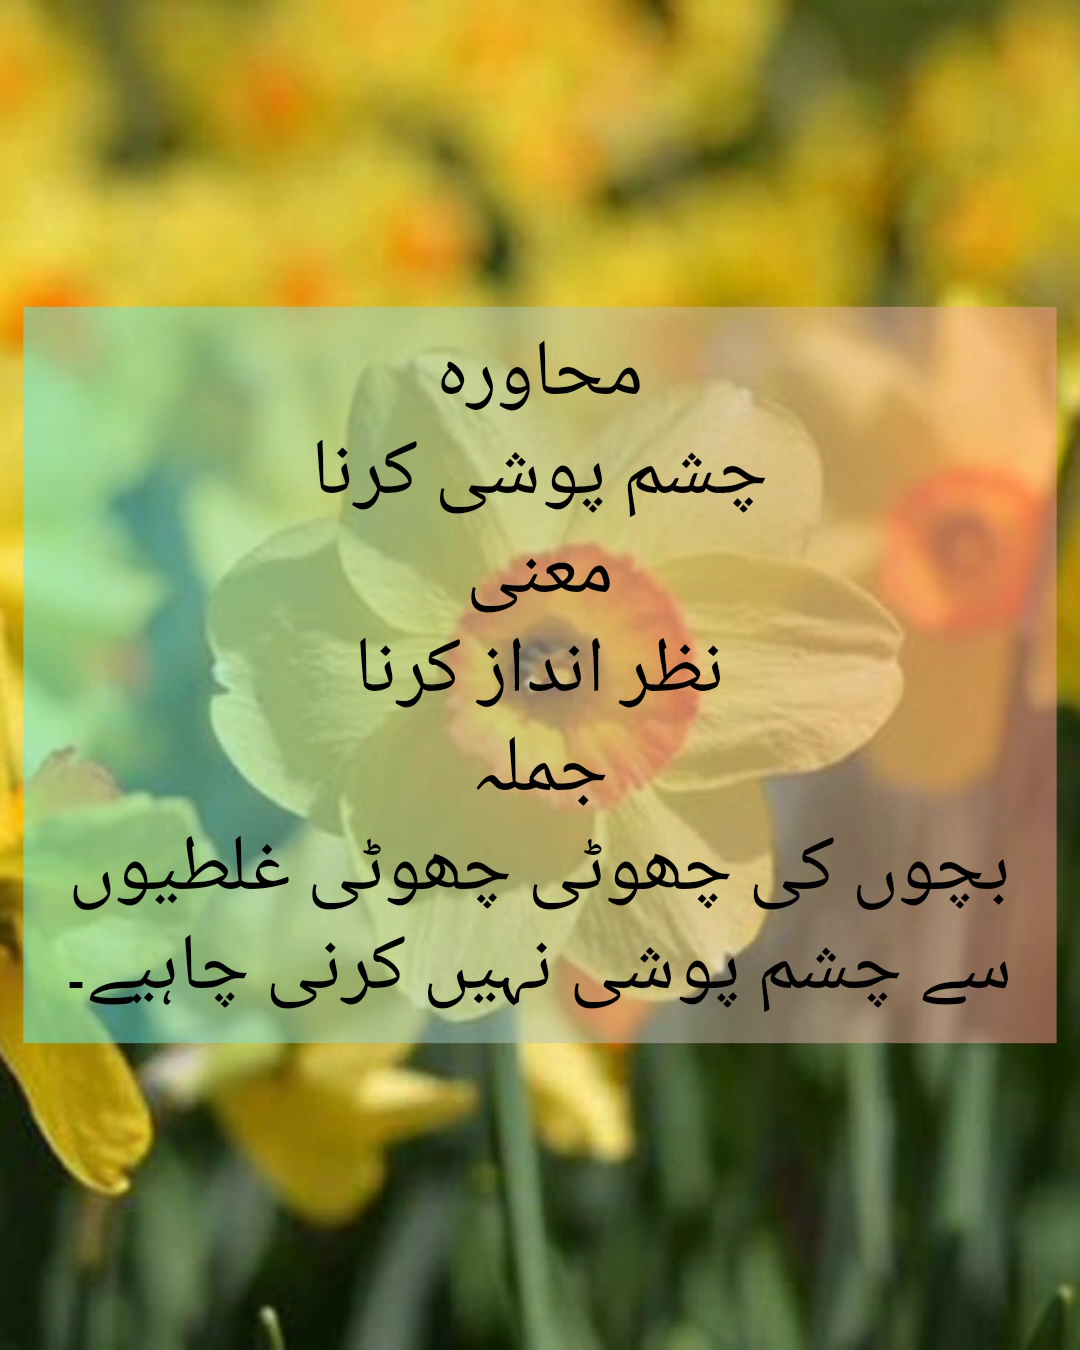 محاورہ
چشم پوشی کرنا
معنی
نظر انداز کرنا
جملہ
بچوں کی چھوٹی چھوٹی غلطیوں
سے چشم پوشی نہیں کرنی چاہیے۔